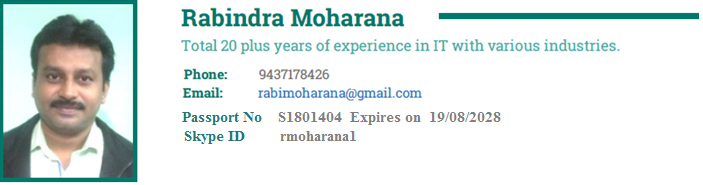 Rabindra Moharana
Total 20 plus years of experience in IT with various industries.
Phone: 9437178426
Email: rabimoharana@gmail.com
Passport No S1801404 Expires on 19/08/2028
Skype ID rmoharana1